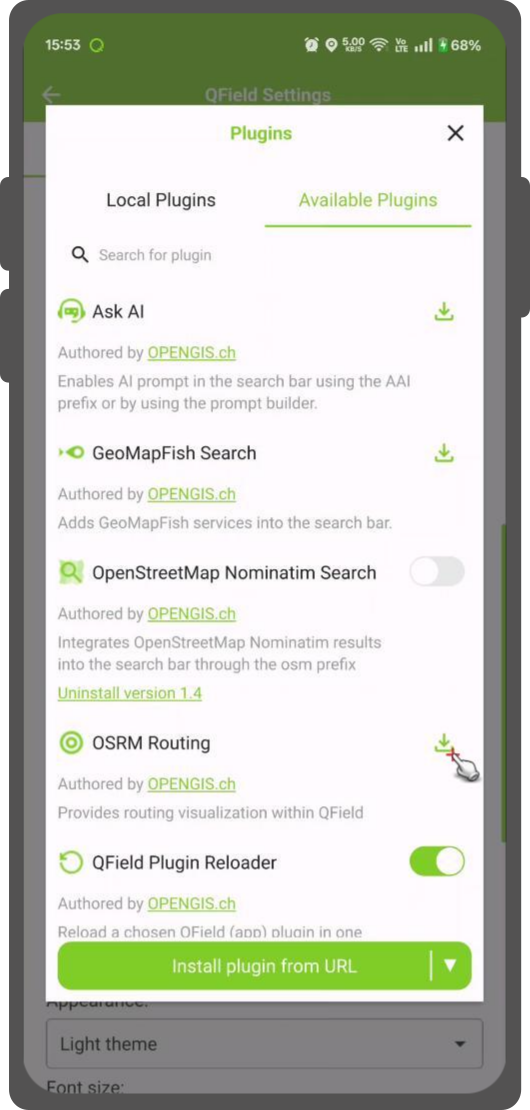 15:53
5.00 KB/S
Vo LTE
68%
QField Settings
Plugins
Local Plugins
Available Plugins
Search for plugin
Ask AI
Authored by OPENGIS.ch
Enables AI prompt in the search bar using the AAI
prefix or by using the prompt builder.
GeoMapFish Search
Authored by OPENGIS.ch
Adds GeoMapFish services into the search bar.
OpenStreetMap Nominatim Search
Authored by OPENGIS.ch
Integrates OpenStreetMap Nominatim results
into the search bar through the osm prefix
Uninstall version 1.4
OSRM Routing
Authored by OPENGIS.ch
Provides routing visualization within QField
QField Plugin Reloader
Authored by OPENGIS.ch
Reload a chosen QField (app) plugin in one
Install plugin from URL
Appearance:
Light theme
Font size: